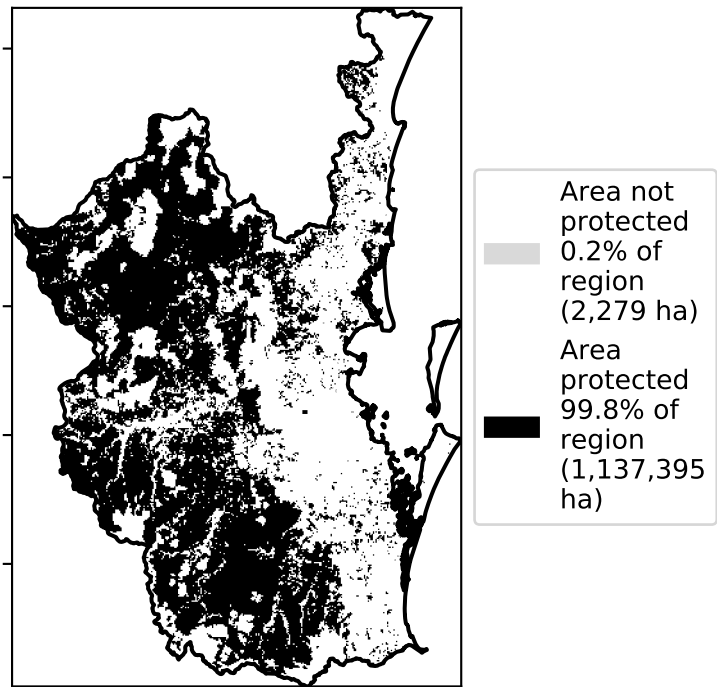 Area not
protected
0.2% of
region
(2,279 ha)
Area
protected
99.8% of
region
(1,137,395
ha)